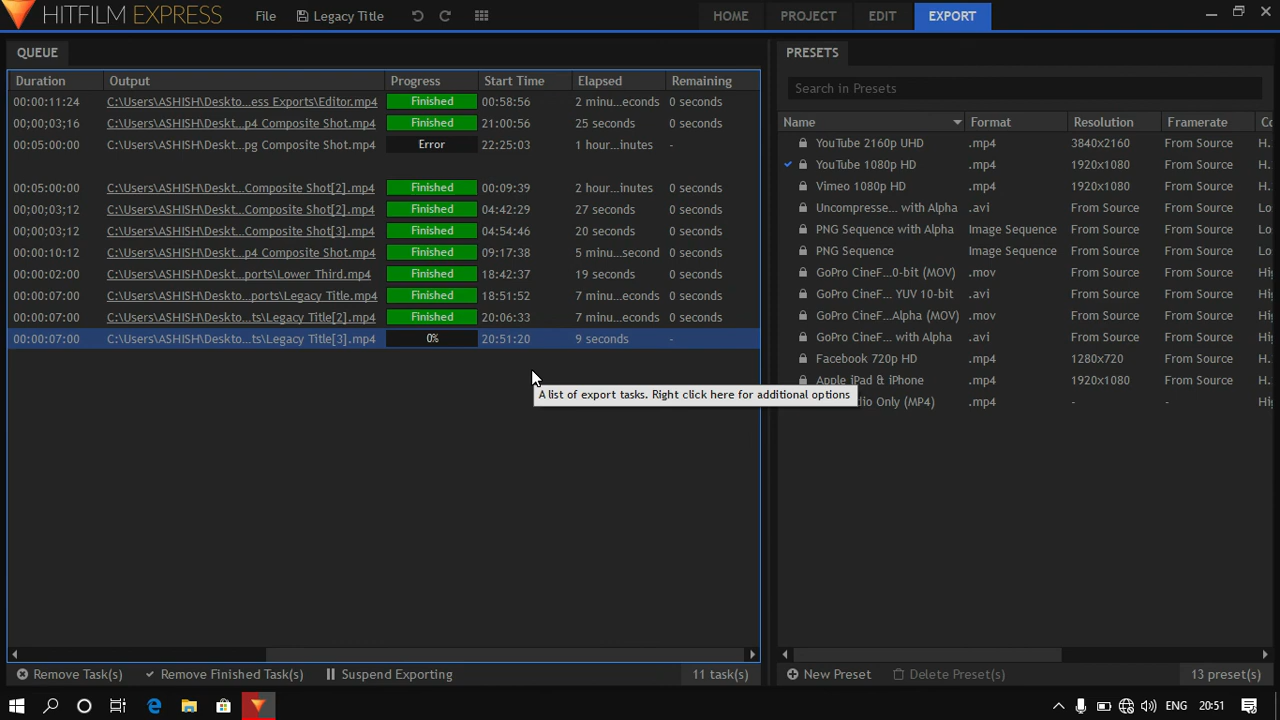 HITFILM EXPRESS File Legacy Title HOME PROJECT EDIT EXPORT
QUEUE
Duration Output Progress Start Time Elapsed Remaining
00:00:11:24 C:\Users\ASHISH\Deskto...ess Exports\Editor.mp4 Finished 00:58:56 2 minu...econds 0 seconds
00;00;03;16 C:\Users\ASHISH\Deskt...p4 Composite Shot.mp4 Finished 21:00:56 25 seconds 0 seconds
00:05:00:00 C:\Users\ASHISH\Deskt...pg Composite Shot.mp4 Error 22:25:03 1 hour...inutes -
00:05:00:00 C:\Users\ASHISH\Deskt...Composite Shot[2].mp4 Finished 00:09:39 2 hour...inutes 0 seconds
00;00;03;12 C:\Users\ASHISH\Deskt...Composite Shot[2].mp4 Finished 04:42:29 27 seconds 0 seconds
00;00;03;12 C:\Users\ASHISH\Deskt...Composite Shot[3].mp4 Finished 04:54:46 20 seconds 0 seconds
00:00:10:12 C:\Users\ASHISH\Deskt...p4 Composite Shot.mp4 Finished 09:17:38 5 minu...second 0 seconds
00:00:02:00 C:\Users\ASHISH\Deskt...ports\Lower Third.mp4 Finished 18:42:37 19 seconds 0 seconds
00:00:07:00 C:\Users\ASHISH\Deskto...ports\Legacy Title.mp4 Finished 18:51:52 7 minu...econds 0 seconds
00:00:07:00 C:\Users\ASHISH\Deskto...ts\Legacy Title[2].mp4 Finished 20:06:33 7 minu...econds 0 seconds
00:00:07:00 C:\Users\ASHISH\Deskto...ts\Legacy Title[3].mp4 0% 20:51:20 9 seconds -
A list of export tasks. Right click here for additional options
Remove Task(s) Remove Finished Task(s) Suspend Exporting 11 task(s)
PRESETS
Search in Presets
Name Format Resolution Framerate Co
YouTube 2160p UHD .mp4 3840x2160 From Source H.
YouTube 1080p HD .mp4 1920x1080 From Source H.
Vimeo 1080p HD .mp4 1920x1080 From Source H.
Uncompresse... with Alpha .avi From Source From Source Un
PNG Sequence with Alpha Image Sequence From Source From Source Lo
PNG Sequence Image Sequence From Source From Source Lo
GoPro CineF...0-bit (MOV) .mov From Source From Source Hi
GoPro CineF... YUV 10-bit .avi From Source From Source Hi
GoPro CineF...Alpha (MOV) .mov From Source From Source Hi
GoPro CineF... with Alpha .avi From Source From Source Hi
Facebook 720p HD .mp4 1280x720 From Source H.
Apple iPad & iPhone .mp4 1920x1080 From Source H.
dio Only (MP4) .mp4 - - Hi
New Preset Delete Preset(s) 13 preset(s)
ENG 20:51